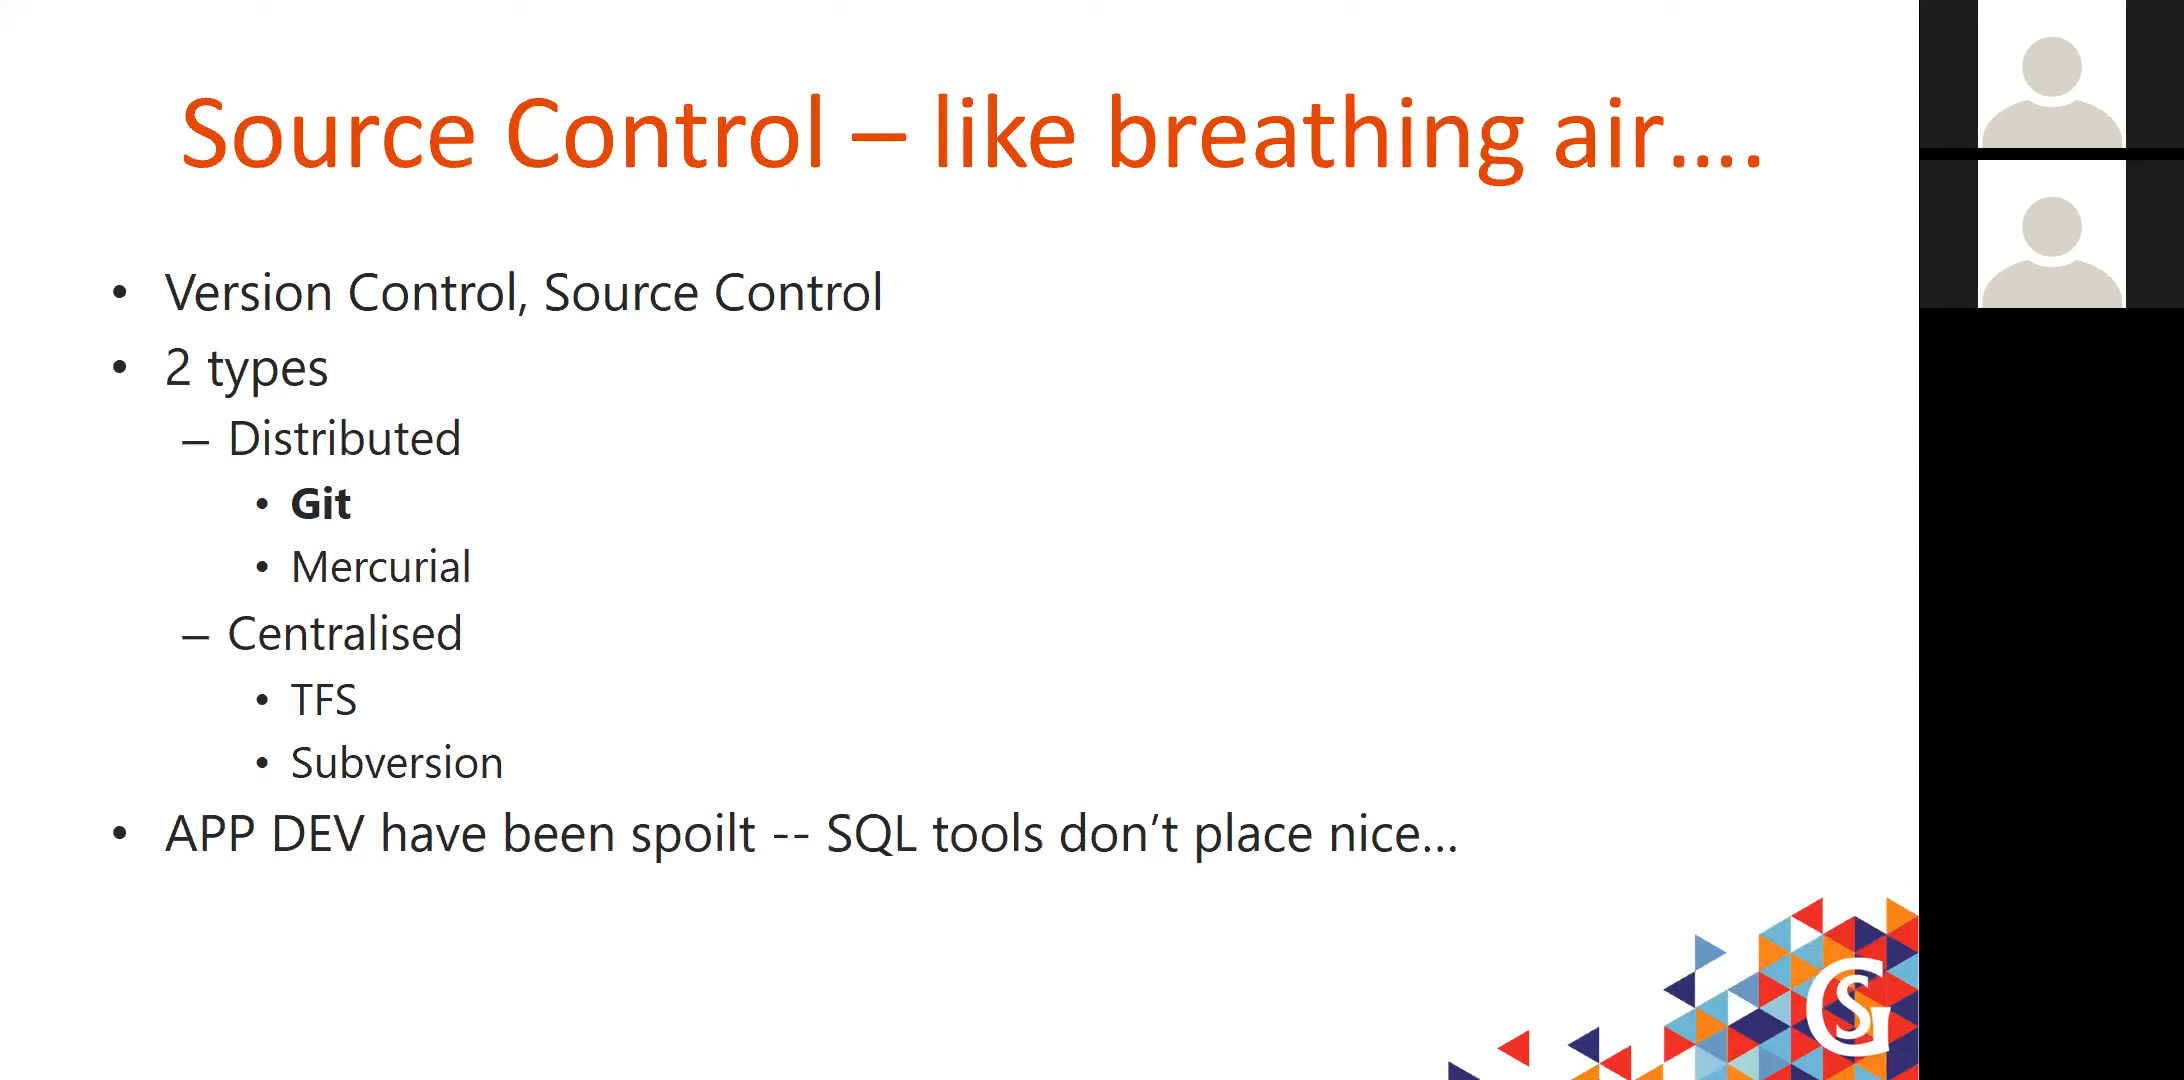 Source Control – like breathing air....
• Version Control, Source Control
• 2 types
– Distributed
• Git
• Mercurial
– Centralised
• TFS
• Subversion
• APP DEV have been spoilt -- SQL tools don’t place nice...
GS